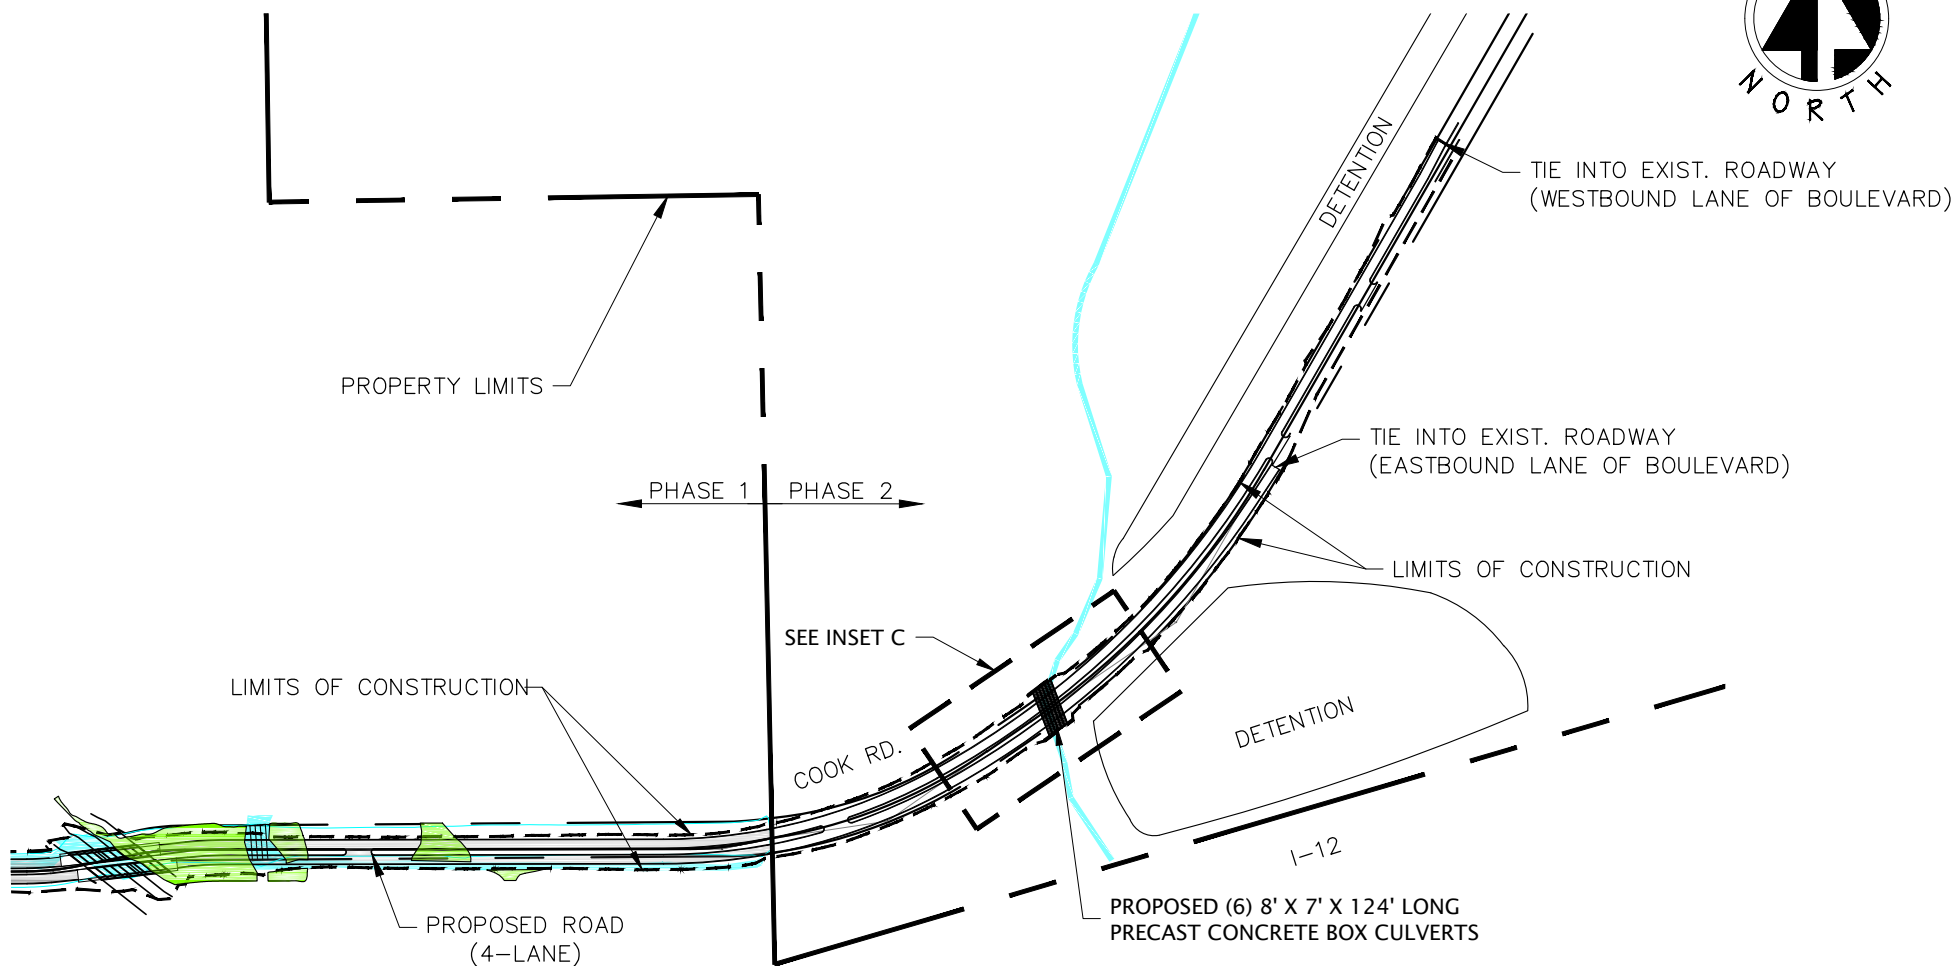 NORTH
TIE INTO EXIST. ROADWAY
(WESTBOUND LANE OF BOULEVARD)
DETENTION
PROPERTY LIMITS
TIE INTO EXIST. ROADWAY
(EASTBOUND LANE OF BOULEVARD)
PHASE 1
PHASE 2
LIMITS OF CONSTRUCTION
SEE INSET C
LIMITS OF CONSTRUCTION
DETENTION
COOK RD.
I-12
PROPOSED ROAD
(4-LANE)
PROPOSED (6) 8' X 7' X 124' LONG
PRECAST CONCRETE BOX CULVERTS